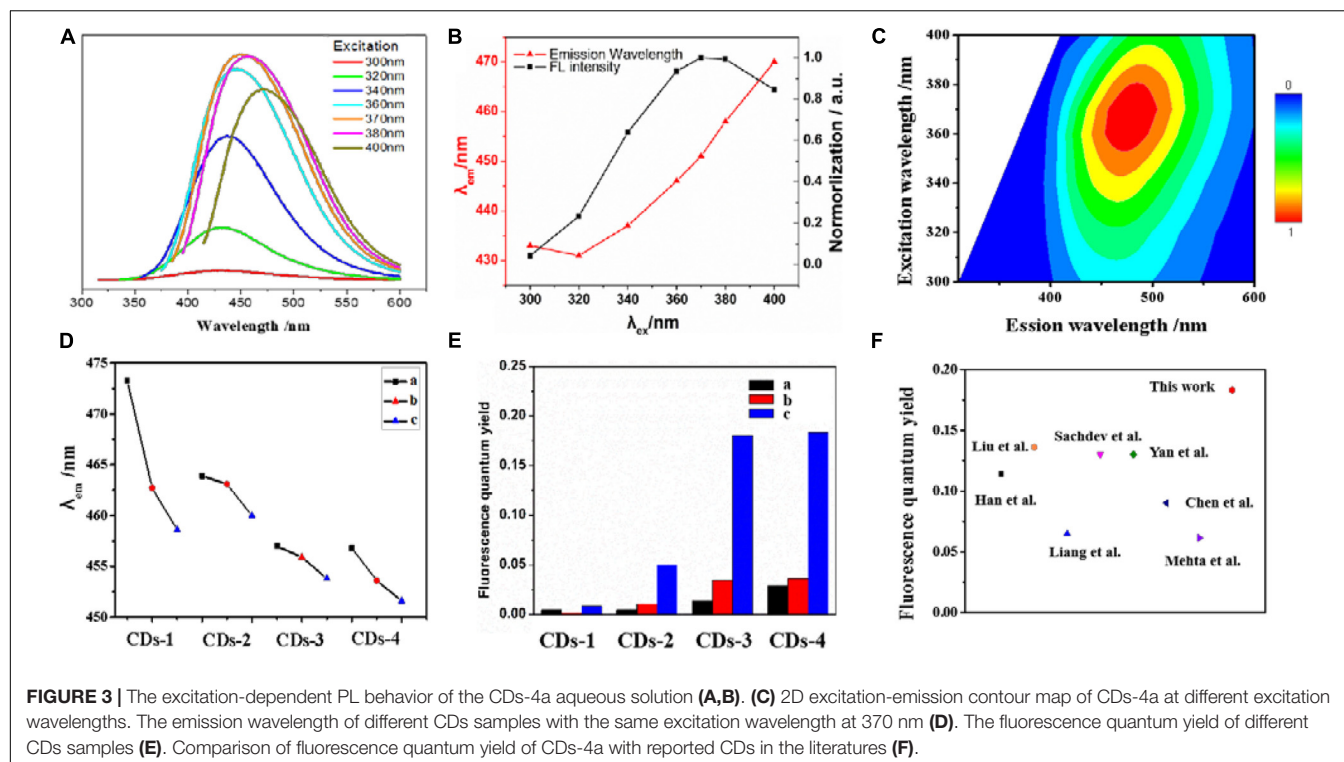 A
Excitation
300nm
320nm
340nm
360nm
370nm
380nm
400nm
300 350 400 450 500 550 600
Wavelength /nm
B
Emission Wavelength
FL intensity
470
460
450
440
430
λem/nm
1.0
0.8
0.6
0.4
0.2
0.0
Normorlization / a.u.
300 320 340 360 380 400
λex/nm
C
400
380
360
340
320
300
Excitation wavelength /nm
400 500 600
Ession wavelength /nm
0
1
D
475
470
465
460
455
450
λem /nm
a
b
c
CDs-1 CDs-2 CDs-3 CDs-4
E
0.25
0.20
0.15
0.10
0.05
0.00
Fluorescence quantum yield
a
b
c
CDs-1 CDs-2 CDs-3 CDs-4
F
0.20
0.15
0.10
0.05
0.00
Fluorescence quantum yield
This work
Sachdev et al.
Liu et al.
Yan et al.
Han et al.
Chen et al.
Liang et al.
Mehta et al.
FIGURE 3 | The excitation-dependent PL behavior of the CDs-4a aqueous solution (A,B). (C) 2D excitation-emission contour map of CDs-4a at different excitation
wavelengths. The emission wavelength of different CDs samples with the same excitation wavelength at 370 nm (D). The fluorescence quantum yield of different
CDs samples (E). Comparison of fluorescence quantum yield of CDs-4a with reported CDs in the literatures (F).